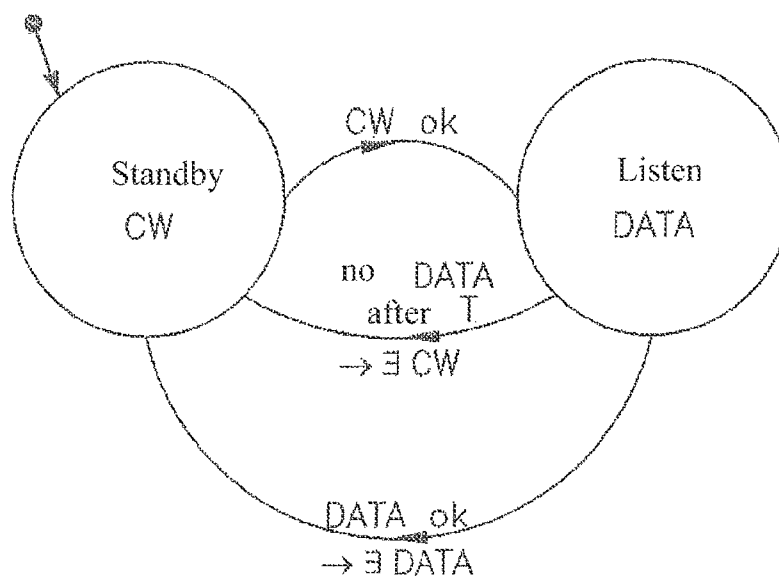 CW ok
Standby
CW
Listen
DATA
no DATA
after T
→ ∃ CW
DATA ok
→ ∃ DATA